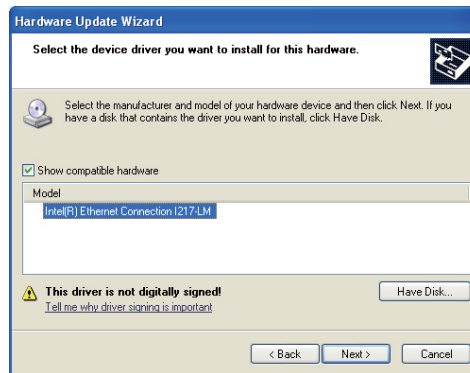 Hardware Update Wizard
Select the device driver you want to install for this hardware.
Select the manufacturer and model of your hardware device and then click Next. If you
have a disk that contains the driver you want to install, click Have Disk.
Show compatible hardware
Model
Intel(R) Ethernet Connection I217-LM
This driver is not digitally signed!
Tell me why driver signing is important
Have Disk...
< Back
Next >
Cancel